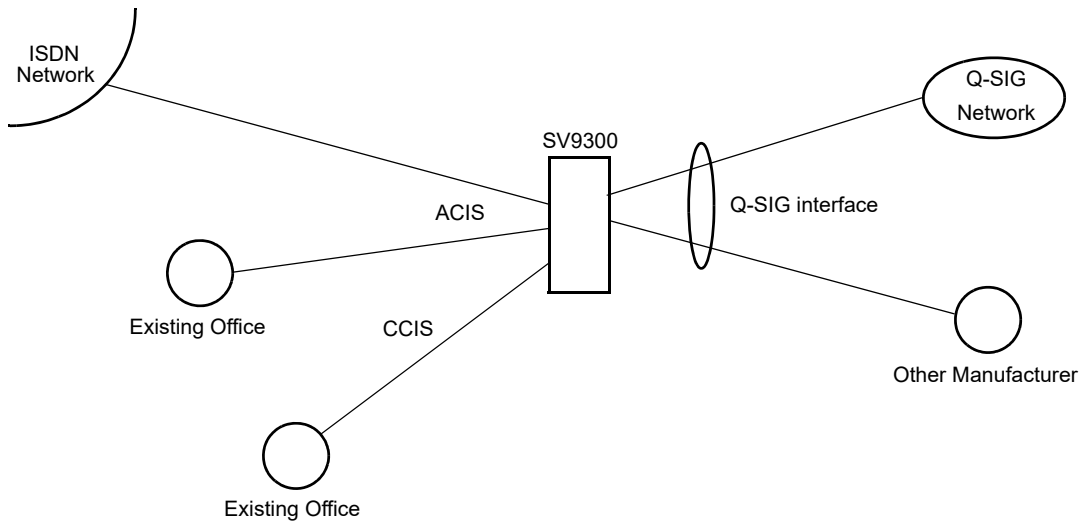 ISDN
Network
Q-SIG
Network
SV9300
Q-SIG interface
ACIS
Existing Office
CCIS
Other Manufacturer
Existing Office